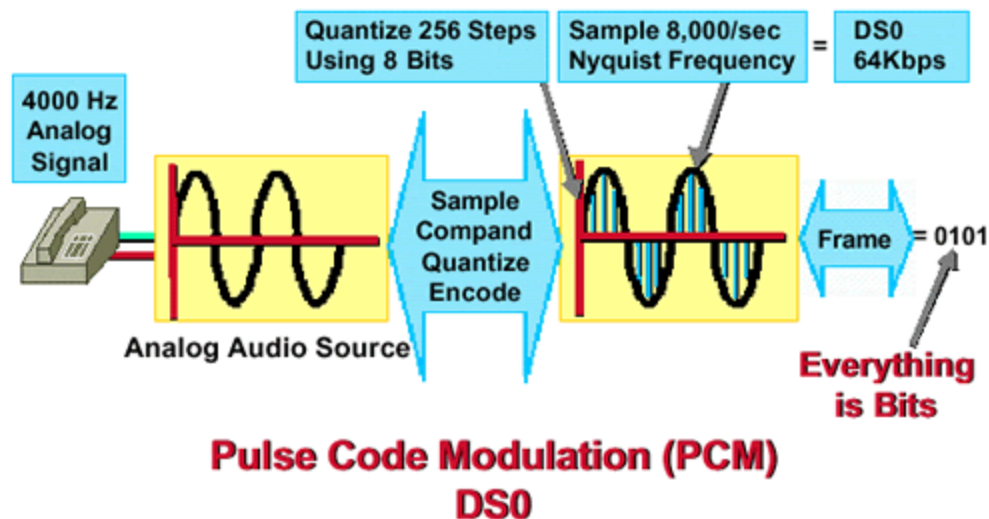 Quantize 256 Steps
Using 8 Bits
Sample 8,000/sec
Nyquist Frequency
=
DS0
64Kbps
4000 Hz
Analog
Signal
Sample
Compand
Quantize
Encode
Frame
= 0101
Analog Audio Source
Everything
is Bits
Pulse Code Modulation (PCM)
DS0